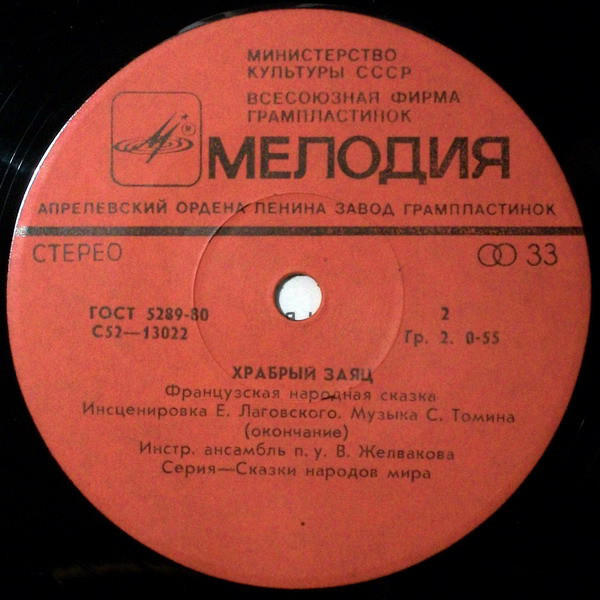 МИНИСТЕРСТВО
КУЛЬТУРЫ СССР
ВСЕСОЮЗНАЯ ФИРМА
ГРАМПЛАСТИНОК
МЕЛОДИЯ
АПРЕЛЕВСКИЙ ОРДЕНА ЛЕНИНА ЗАВОД ГРАМПЛАСТИНОК
СТЕРЕО 33
ГОСТ 5289-80 2
С52—13022 Гр. 2. 0-55
ХРАБРЫЙ ЗАЯЦ
Французская народная сказка
Инсценировка Е. Лаговского. Музыка С. Томина
(окончание)
Инстр. ансамбль п. у. В. Желвакова
Серия—Сказки народов мира